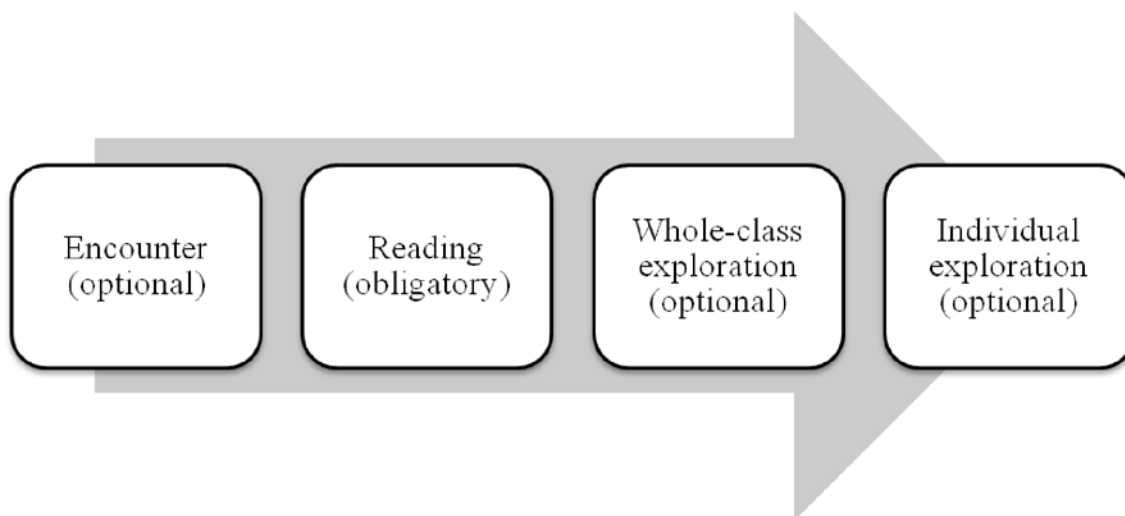 Encounter
(optional)
Reading
(obligatory)
Whole-class
exploration
(optional)
Individual
exploration
(optional)